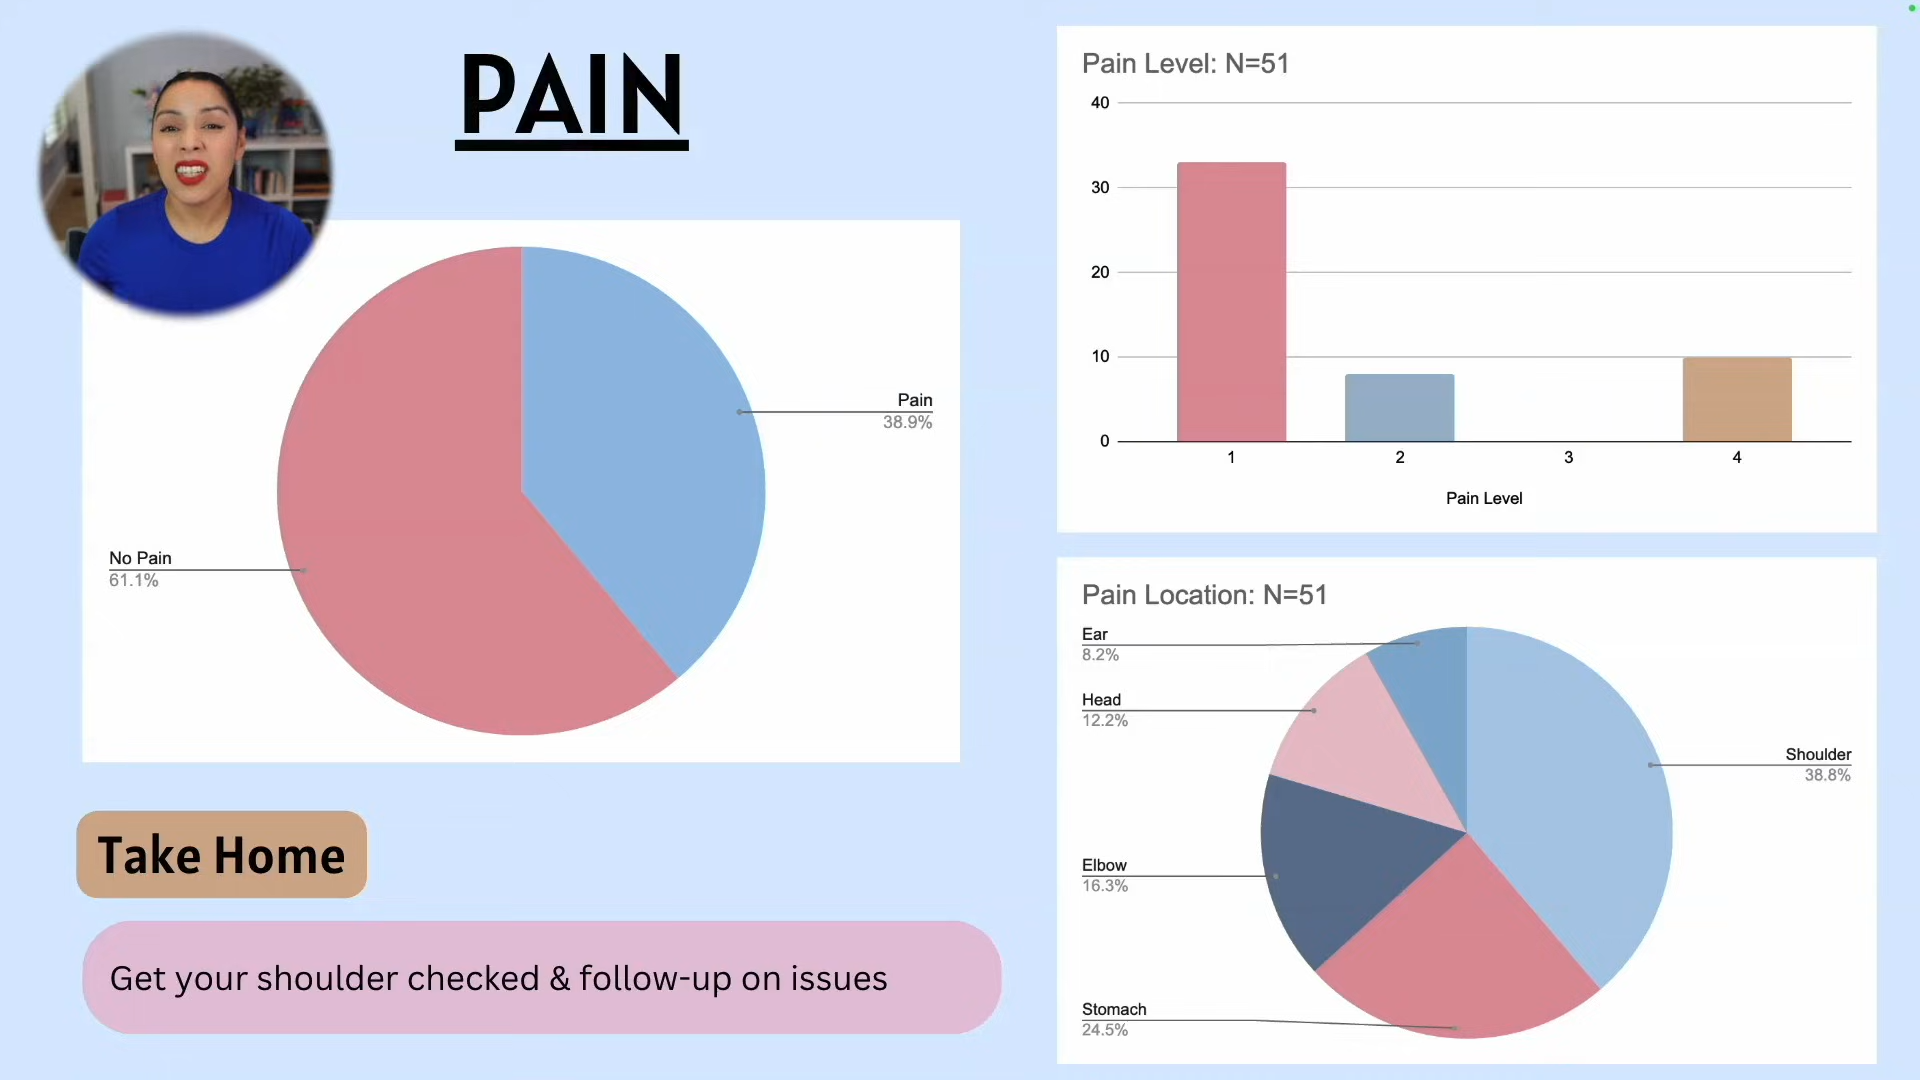 PAIN
Pain
38.9%
No Pain
61.1%
Take Home
Get your shoulder checked & follow-up on issues
Pain Level: N=51
40
30
20
10
0
1 2 3 4
Pain Level
Pain Location: N=51
Ear
8.2%
Head
12.2%
Shoulder
38.8%
Elbow
16.3%
Stomach
24.5%